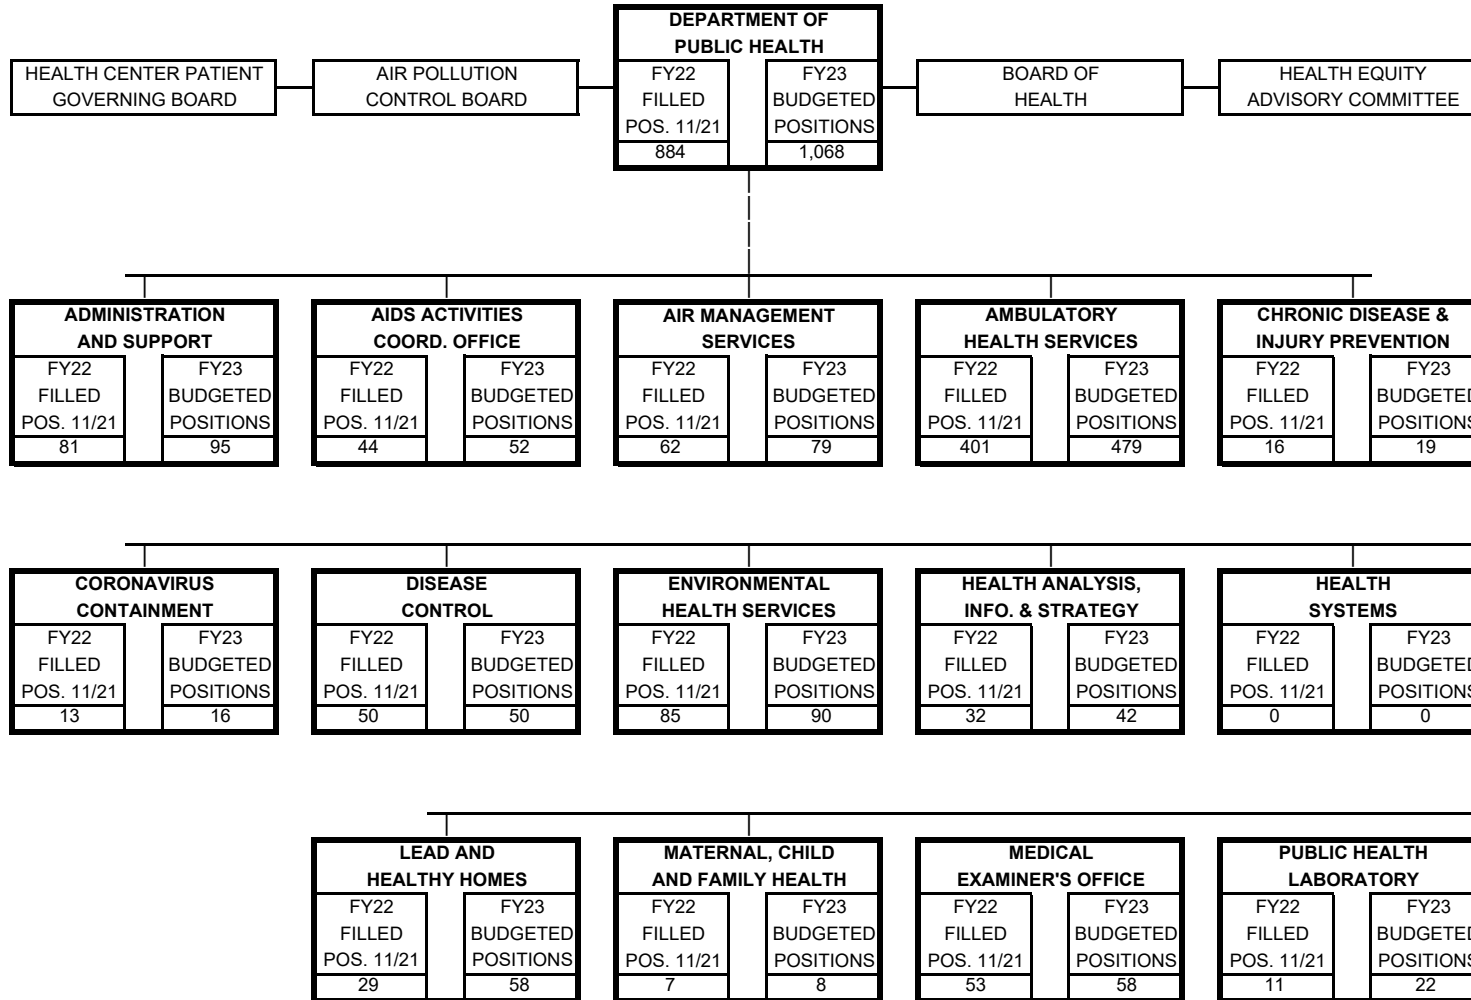 DEPARTMENT OF
PUBLIC HEALTH
FY22
FILLED
POS. 11/21
884
FY23
BUDGETED
POSITIONS
1,068
HEALTH CENTER PATIENT
GOVERNING BOARD
AIR POLLUTION
CONTROL BOARD
BOARD OF
HEALTH
HEALTH EQUITY
ADVISORY COMMITTEE
ADMINISTRATION
AND SUPPORT
FY22
FILLED
POS. 11/21
81
FY23
BUDGETED
POSITIONS
95
AIDS ACTIVITIES
COORD. OFFICE
FY22
FILLED
POS. 11/21
44
FY23
BUDGETED
POSITIONS
52
AIR MANAGEMENT
SERVICES
FY22
FILLED
POS. 11/21
62
FY23
BUDGETED
POSITIONS
79
AMBULATORY
HEALTH SERVICES
FY22
FILLED
POS. 11/21
401
FY23
BUDGETED
POSITIONS
479
CHRONIC DISEASE &
INJURY PREVENTION
FY22
FILLED
POS. 11/21
16
FY23
BUDGETED
POSITIONS
19
CORONAVIRUS
CONTAINMENT
FY22
FILLED
POS. 11/21
13
FY23
BUDGETED
POSITIONS
16
DISEASE
CONTROL
FY22
FILLED
POS. 11/21
50
FY23
BUDGETED
POSITIONS
50
ENVIRONMENTAL
HEALTH SERVICES
FY22
FILLED
POS. 11/21
85
FY23
BUDGETED
POSITIONS
90
HEALTH ANALYSIS,
INFO. & STRATEGY
FY22
FILLED
POS. 11/21
32
FY23
BUDGETED
POSITIONS
42
HEALTH
SYSTEMS
FY22
FILLED
POS. 11/21
0
FY23
BUDGETED
POSITIONS
0
LEAD AND
HEALTHY HOMES
FY22
FILLED
POS. 11/21
29
FY23
BUDGETED
POSITIONS
58
MATERNAL, CHILD
AND FAMILY HEALTH
FY22
FILLED
POS. 11/21
7
FY23
BUDGETED
POSITIONS
8
MEDICAL
EXAMINER'S OFFICE
FY22
FILLED
POS. 11/21
53
FY23
BUDGETED
POSITIONS
58
PUBLIC HEALTH
LABORATORY
FY22
FILLED
POS. 11/21
11
FY23
BUDGETED
POSITIONS
22